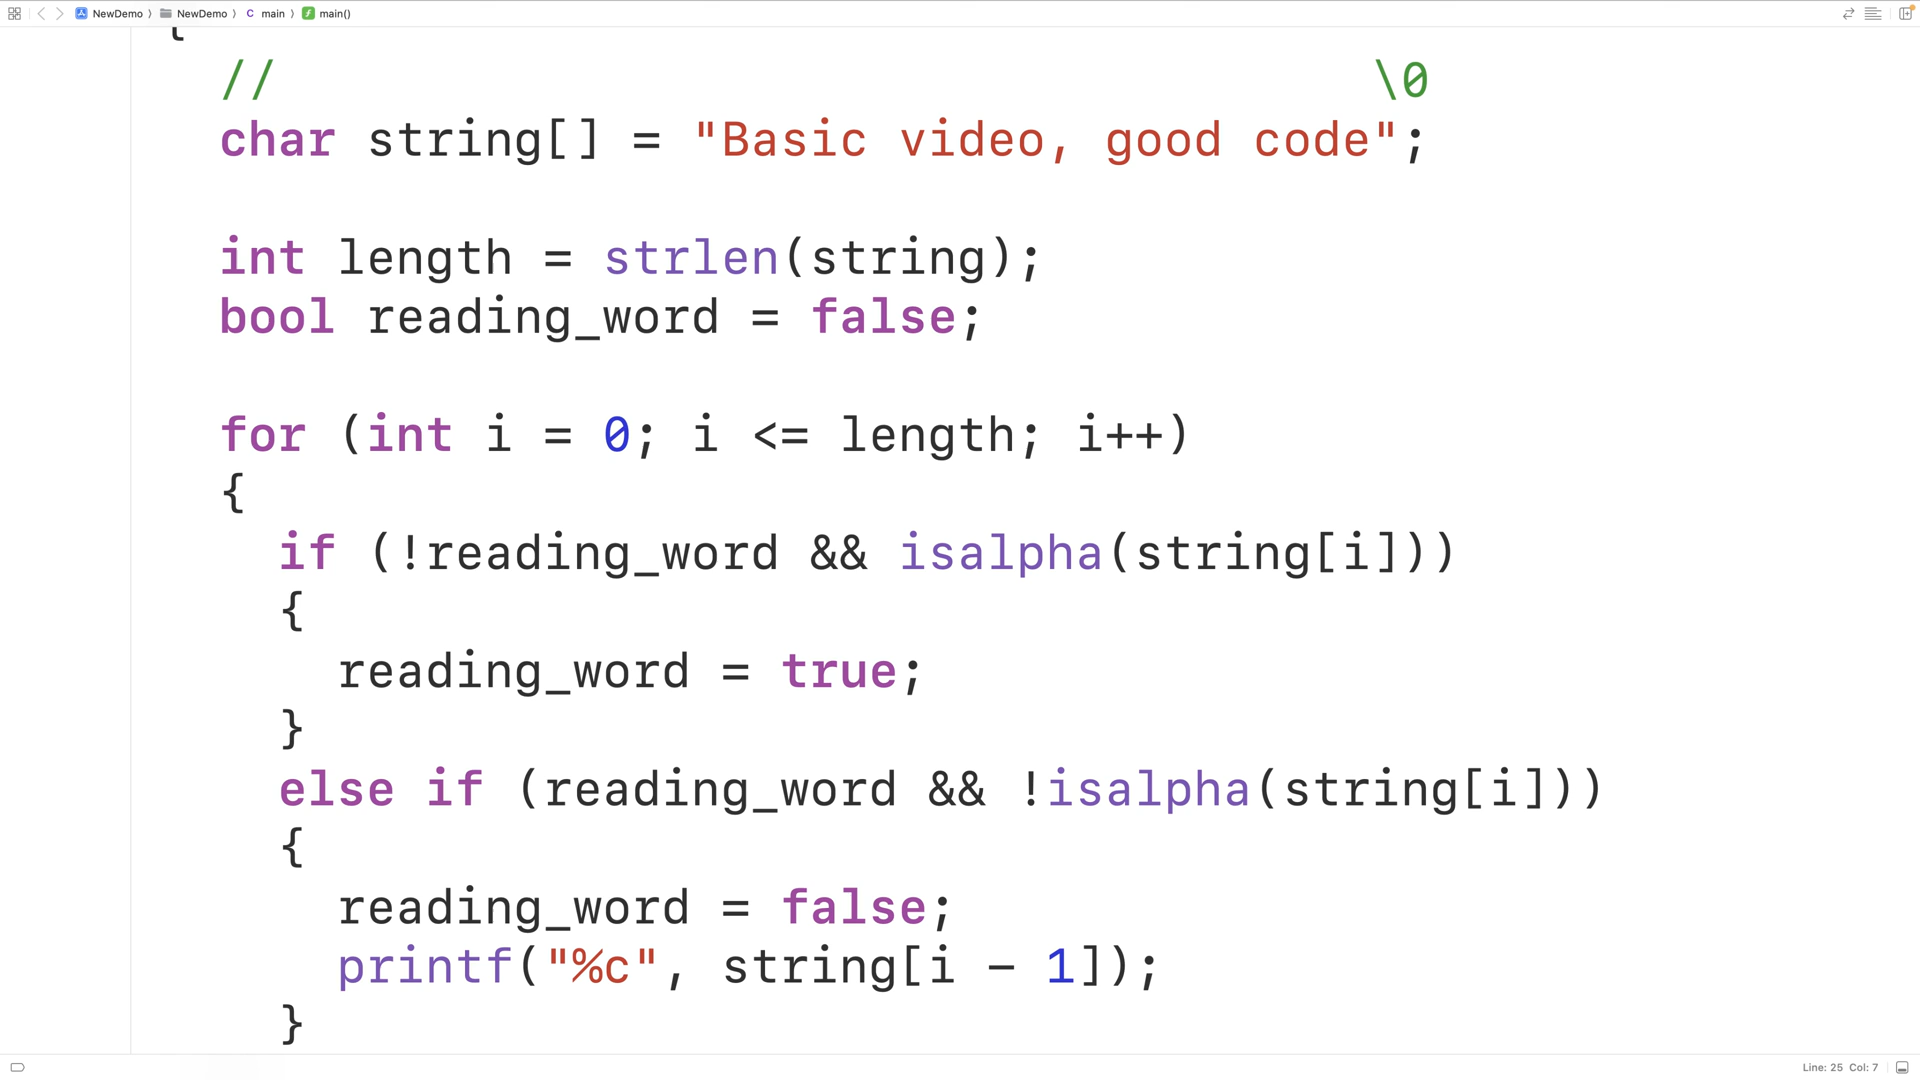 NewDemo NewDemo C main main()
{
// \0
char string[] = "Basic video, good code";
int length = strlen(string);
bool reading_word = false;
for (int i = 0; i <= length; i++)
{
if (!reading_word && isalpha(string[i]))
{
reading_word = true;
}
else if (reading_word && !isalpha(string[i]))
{
reading_word = false;
printf("%c", string[i - 1]);
}
Line: 25 Col: 7